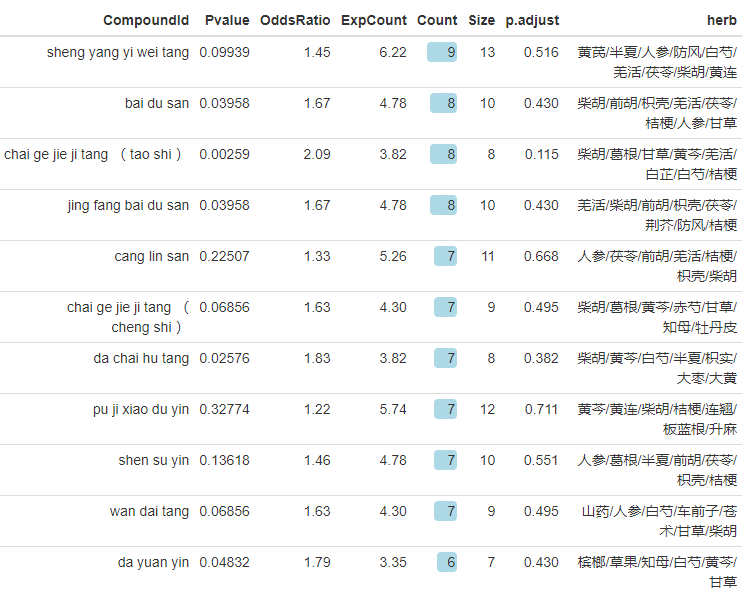 CompoundId Pvalue OddsRatio ExpCount Count Size p.adjust herb
sheng yang yi wei tang 0.09939 1.45 6.22 9 13 0.516 黄芪/半夏/人参/防风/白芍/
羌活/茯苓/柴胡/黄连
bai du san 0.03958 1.67 4.78 8 10 0.430 柴胡/前胡/枳壳/羌活/茯苓/
桔梗/人参/甘草
chai ge jie ji tang （ tao shi ） 0.00259 2.09 3.82 8 8 0.115 柴胡/葛根/甘草/黄芩/羌活/
白芷/白芍/桔梗
jing fang bai du san 0.03958 1.67 4.78 8 10 0.430 羌活/柴胡/前胡/枳壳/茯苓/
荆芥/防风/桔梗
cang lin san 0.22507 1.33 5.26 7 11 0.668 人参/茯苓/前胡/羌活/桔梗/
枳壳/柴胡
chai ge jie ji tang （ 0.06856 1.63 4.30 7 9 0.495 柴胡/葛根/黄芩/赤芍/甘草/
cheng shi ） 知母/牡丹皮
da chai hu tang 0.02576 1.83 3.82 7 8 0.382 柴胡/黄芩/白芍/半夏/枳实/
大枣/大黄
pu ji xiao du yin 0.32774 1.22 5.74 7 12 0.711 黄芩/黄连/柴胡/桔梗/连翘/
板蓝根/升麻
shen su yin 0.13618 1.46 4.78 7 10 0.551 人参/葛根/半夏/前胡/茯苓/
枳壳/桔梗
wan dai tang 0.06856 1.63 4.30 7 9 0.495 山药/人参/白芍/车前子/苍
术/甘草/柴胡
da yuan yin 0.04832 1.79 3.35 6 7 0.430 槟榔/草果/知母/白芍/黄芩/
甘草